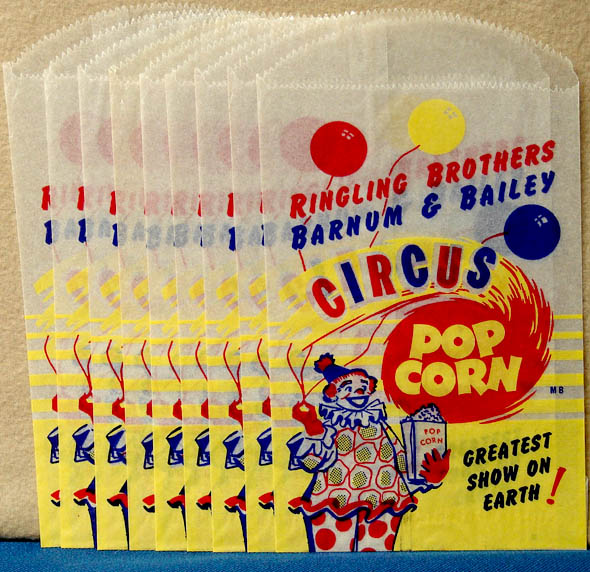 RINGLING BROTHERS
BARNUM & BAILEY
CIRCUS
POP
CORN
MB
POP
CORN
GREATEST
SHOW ON
EARTH!